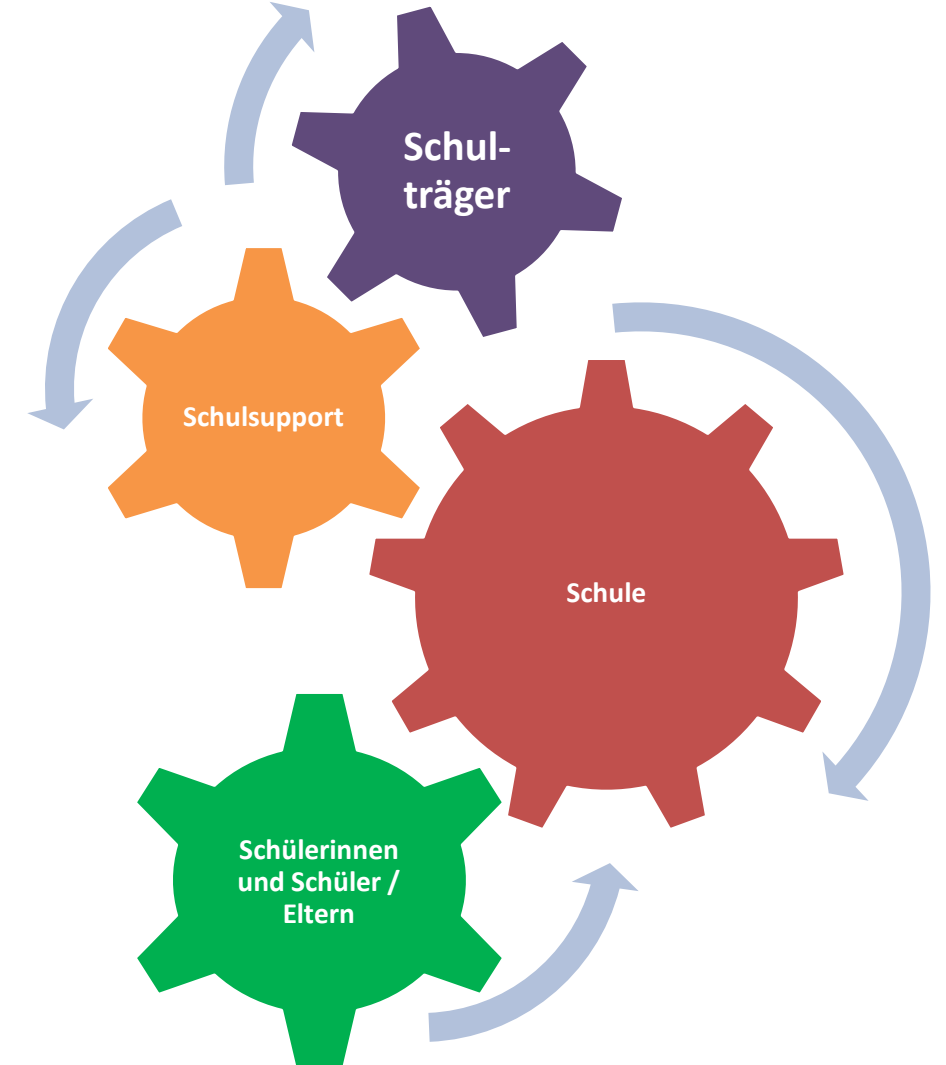 Schul-
träger
Schulsupport
Schule
Schülerinnen
und Schüler /
Eltern